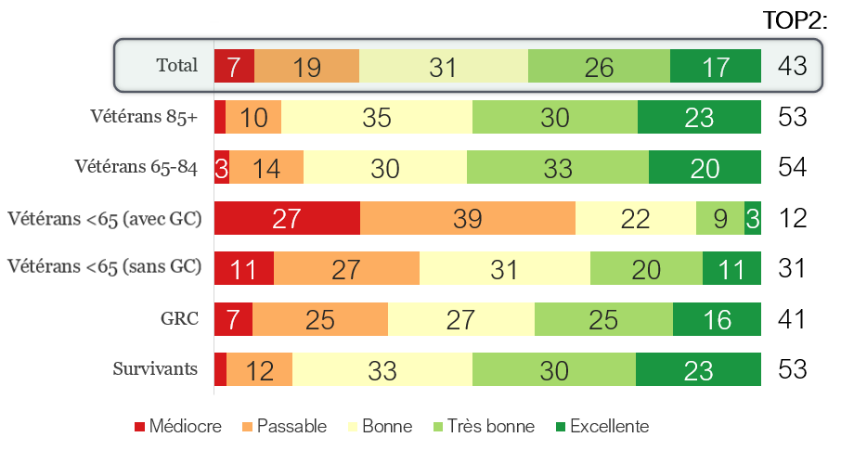 TOP2:
Total 7 19 31 26 17 43
Vétérans 85+ 10 35 30 23 53
Vétérans 65-84 3 14 30 33 20 54
Vétérans <65 (avec GC) 27 39 22 9 3 12
Vétérans <65 (sans GC) 11 27 31 20 11 31
GRC 7 25 27 25 16 41
Survivants 12 33 30 23 53
Médiocre Passable Bonne Très bonne Excellente